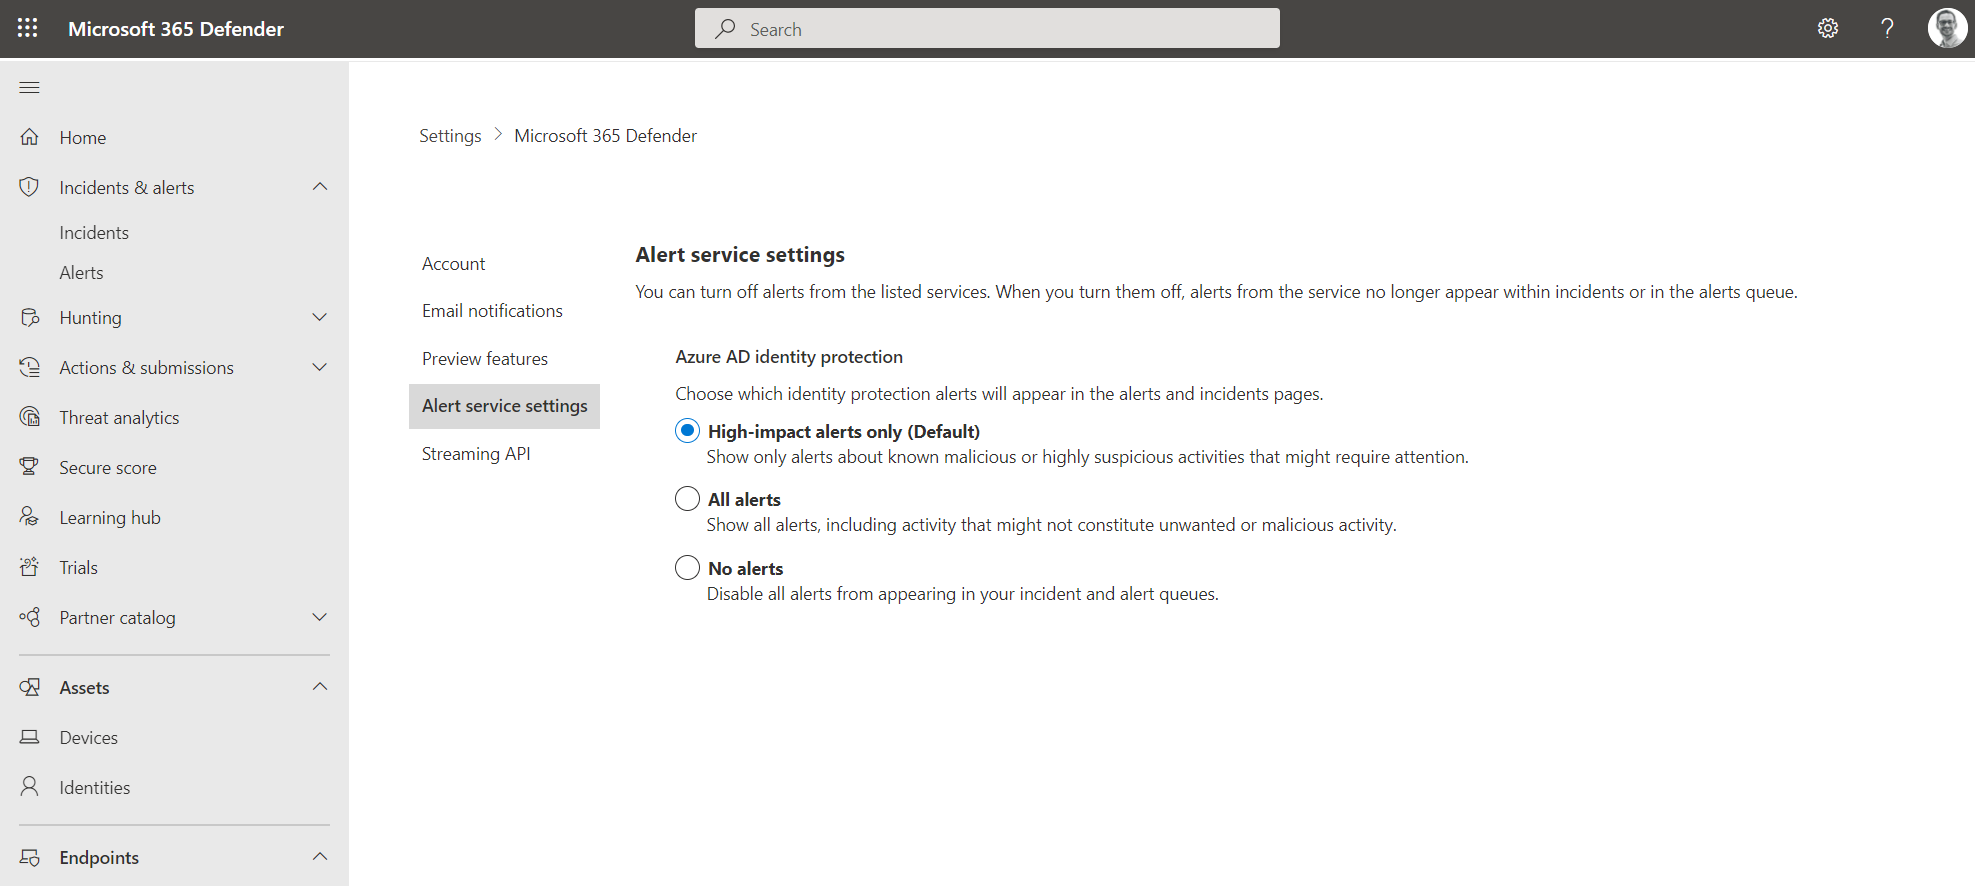 Microsoft 365 Defender
Search
?
Home
Incidents & alerts
Incidents
Alerts
Hunting
Actions & submissions
Threat analytics
Secure score
Learning hub
Trials
Partner catalog
Assets
Devices
Identities
Endpoints
Settings > Microsoft 365 Defender
Account
Email notifications
Preview features
Alert service settings
Streaming API
Alert service settings
You can turn off alerts from the listed services. When you turn them off, alerts from the service no longer appear within incidents or in the alerts queue.
Azure AD identity protection
Choose which identity protection alerts will appear in the alerts and incidents pages.
High-impact alerts only (Default)
Show only alerts about known malicious or highly suspicious activities that might require attention.
All alerts
Show all alerts, including activity that might not constitute unwanted or malicious activity.
No alerts
Disable all alerts from appearing in your incident and alert queues.